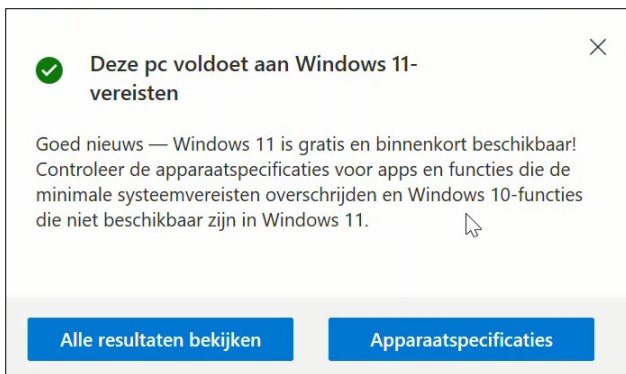 Deze pc voldoet aan Windows 11-
vereisten
Goed nieuws — Windows 11 is gratis en binnenkort beschikbaar!
Controleer de apparaatspecificaties voor apps en functies die de
minimale systeemvereisten overschrijden en Windows 10-functies
die niet beschikbaar zijn in Windows 11.
Alle resultaten bekijken
Apparaatspecificaties